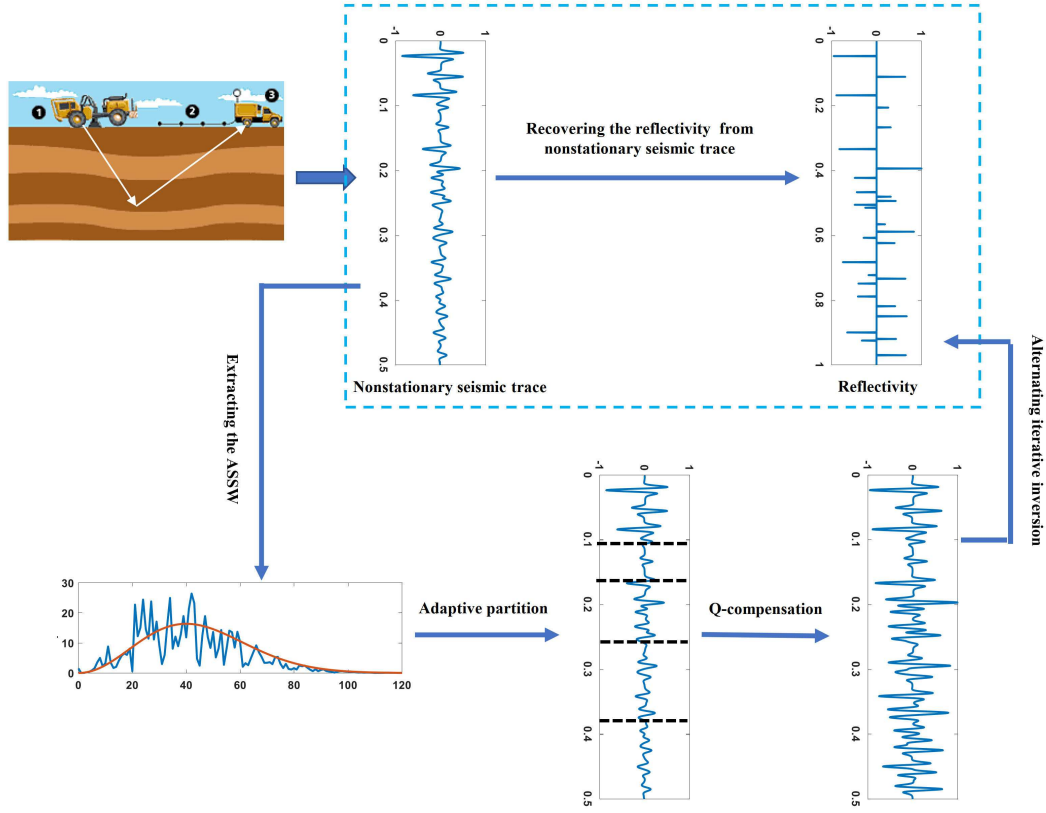 -1 0 1
0
0.1
0.2
0.3
0.4
0.5
Nonstationary seismic trace
1
2
3
Recovering the reflectivity from
nonstationary seismic trace
-1 0 1
0
0.2
0.4
0.6
0.8
1
Reflectivity
Extracting the ASSW
Alternating iterative inversion
30
20
10
0
0 20 40 60 80 100 120
Adaptive partition
-1 0 1
0
0.1
0.2
0.3
0.4
0.5
Q-compensation
-1 0 1
0
0.1
0.2
0.3
0.4
0.5